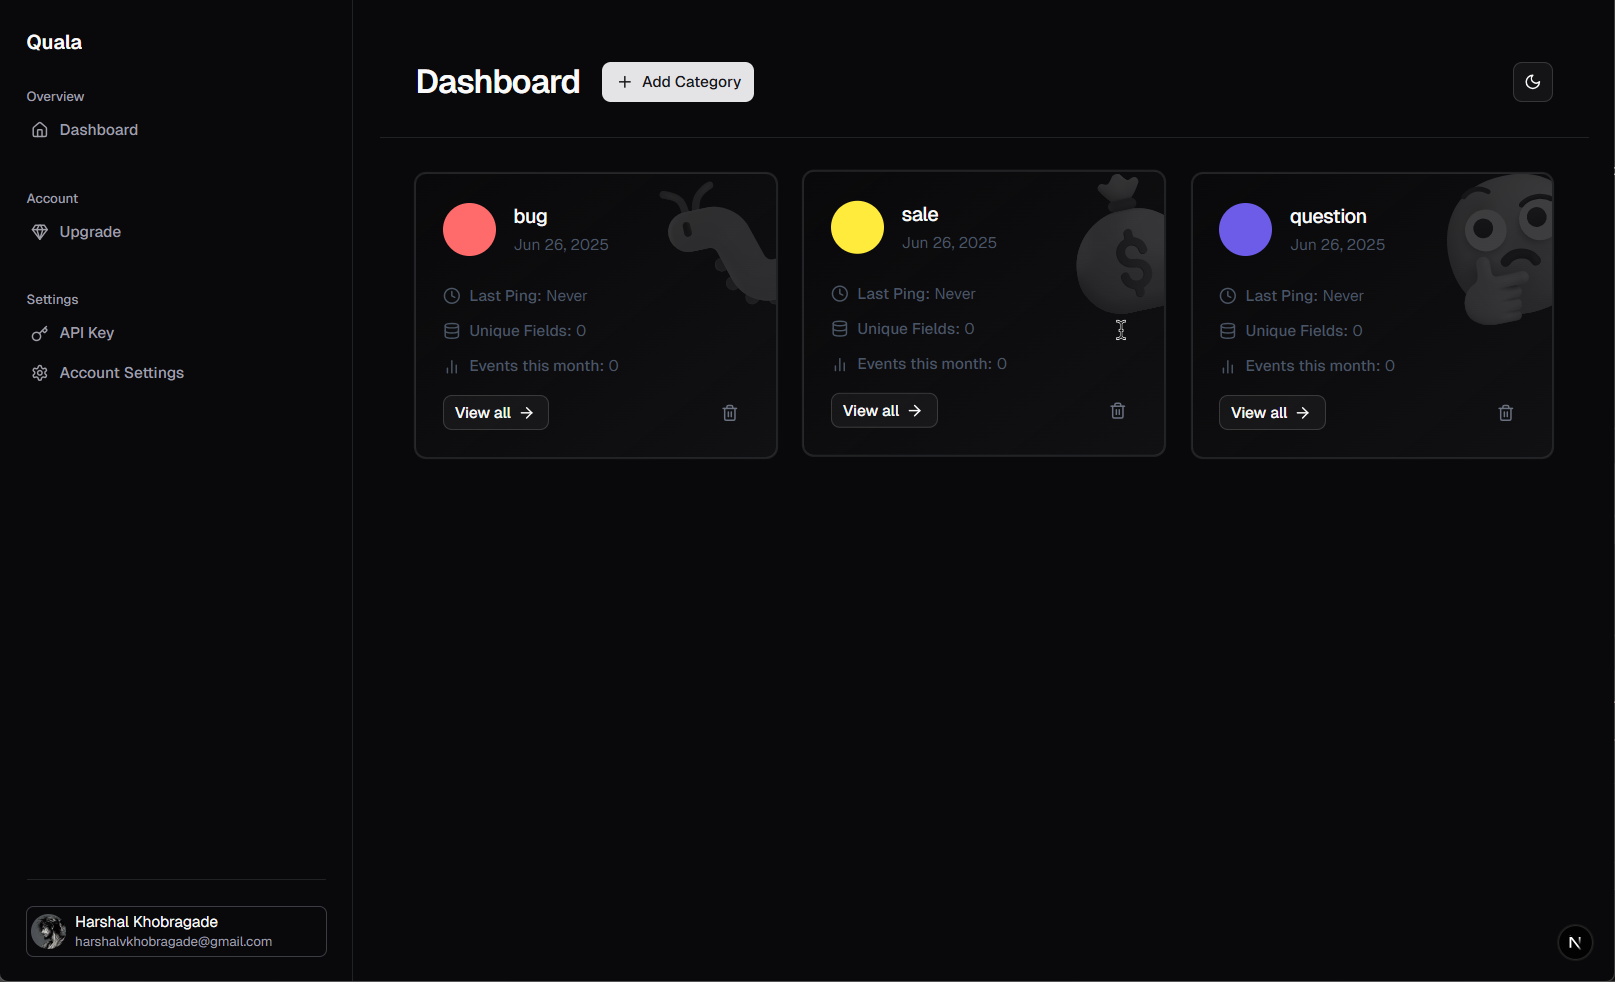 Quala
Overview
Dashboard
Account
Upgrade
Settings
API Key
Account Settings
Harshal Khobragade
harshalvkhobragade@gmail.com
Dashboard
Add Category
bug
Jun 26, 2025
Last Ping: Never
Unique Fields: 0
Events this month: 0
View all
sale
Jun 26, 2025
$
Last Ping: Never
Unique Fields: 0
Events this month: 0
View all
question
Jun 26, 2025
Last Ping: Never
Unique Fields: 0
Events this month: 0
View all
N